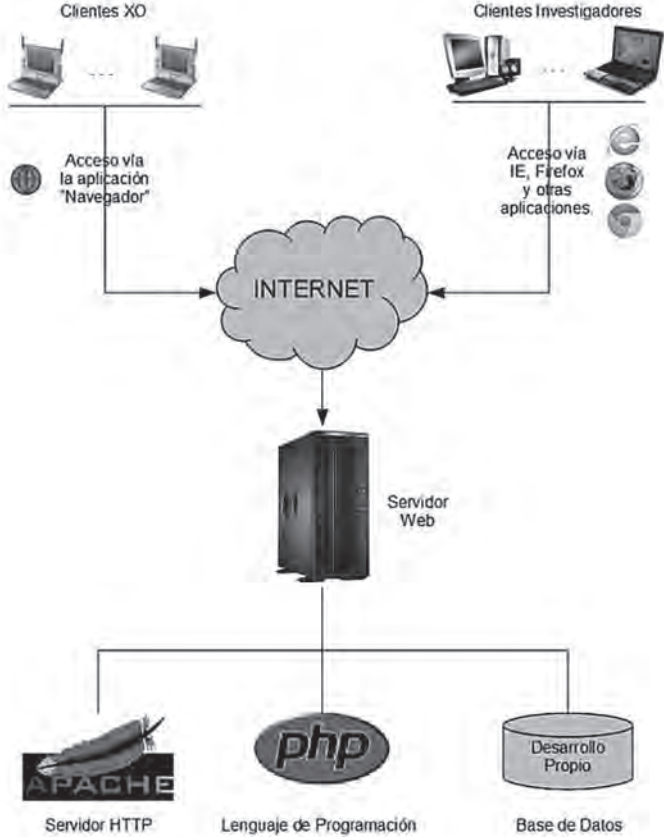 Clientes XO
Clientes Investigadores
. . .
. . .
Acceso vía
la aplicación
"Navegador"
Acceso vía
IE, Firefox
y otras
aplicaciones
INTERNET
Servidor
Web
APACHE
php
Desarrollo
Propio
Servidor HTTP
Lenguaje de Programación
Base de Datos